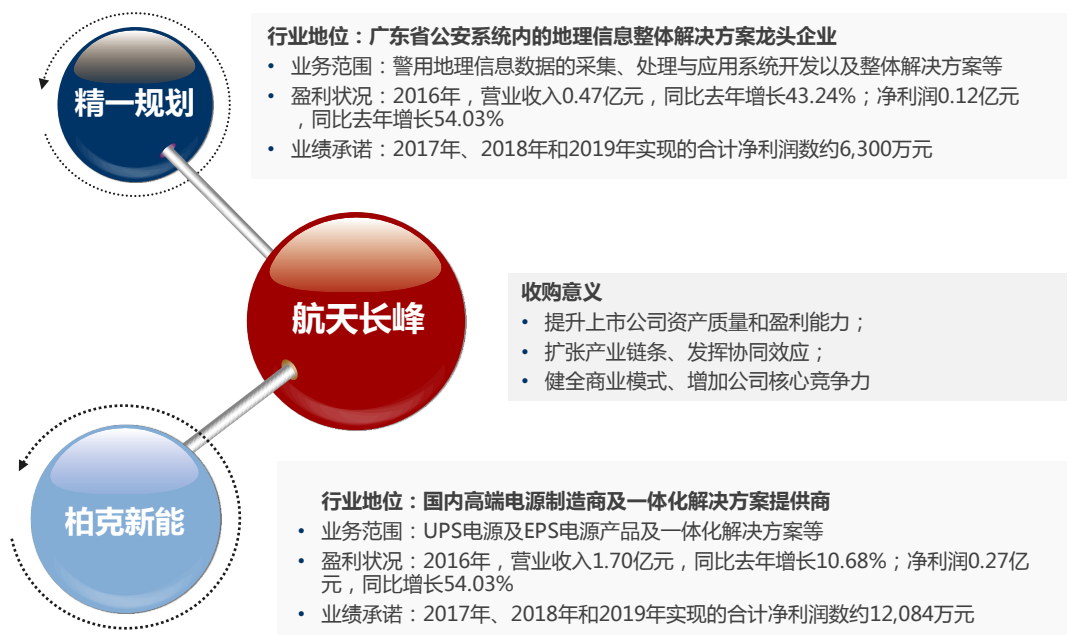 行业地位：广东省公安系统内的地理信息整体解决方案龙头企业
• 业务范围：警用地理信息数据的采集、处理与应用系统开发以及整体解决方案等
• 盈利状况：2016年，营业收入0.47亿元，同比去年增长43.24%；净利润0.12亿元
，同比去年增长54.03%
• 业绩承诺：2017年、2018年和2019年实现的合计净利润数约6,300万元
精一规划
航天长峰
收购意义
• 提升上市公司资产质量和盈利能力；
• 扩张产业链条、发挥协同效应；
• 健全商业模式、增加公司核心竞争力
柏克新能
行业地位：国内高端电源制造商及一体化解决方案提供商
• 业务范围：UPS电源及EPS电源产品及一体化解决方案等
• 盈利状况：2016年，营业收入1.70亿元，同比去年增长10.68%；净利润0.27亿
元，同比增长54.03%
• 业绩承诺：2017年、2018年和2019年实现的合计净利润数约12,084万元